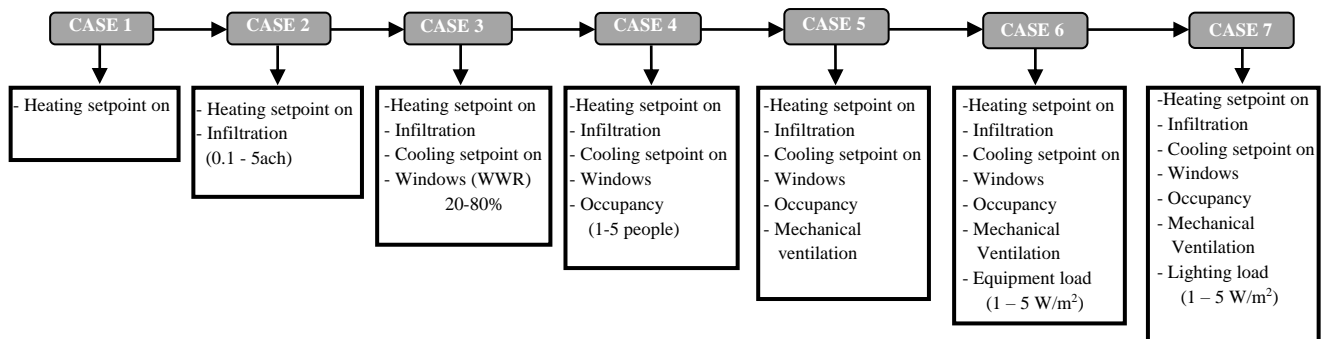 CASE 1
- Heating setpoint on
CASE 2
- Heating setpoint on
- Infiltration
(0.1 - 5ach)
CASE 3
-Heating setpoint on
- Infiltration
- Cooling setpoint on
- Windows (WWR)
20-80%
CASE 4
-Heating setpoint on
- Infiltration
- Cooling setpoint on
- Windows
- Occupancy
(1-5 people)
CASE 5
-Heating setpoint on
- Infiltration
- Cooling setpoint on
- Windows
- Occupancy
- Mechanical
ventilation
CASE 6
-Heating setpoint on
- Infiltration
- Cooling setpoint on
- Windows
- Occupancy
- Mechanical
Ventilation
- Equipment load
(1 – 5 W/m²)
CASE 7
-Heating setpoint on
- Infiltration
- Cooling setpoint on
- Windows
- Occupancy
- Mechanical
Ventilation
- Lighting load
(1 – 5 W/m²)